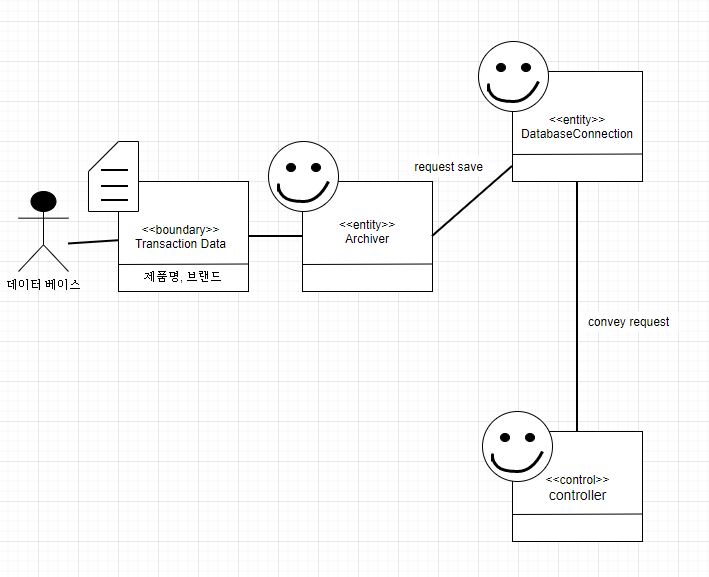 <<entity>>
DatabaseConnection
request save
<<boundary>>
Transaction Data
제품명, 브랜드
<<entity>>
Archiver
데이터 베이스
convey request
<<control>>
controller